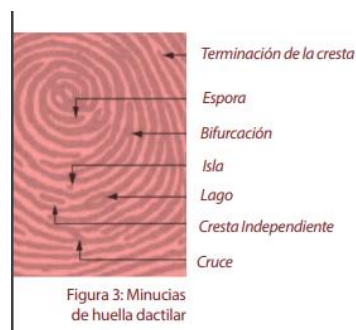 Terminación de la cresta
Espora
Bifurcación
Isla
Lago
Cresta Independiente
Cruce
Figura 3: Minucias
de huella dactilar